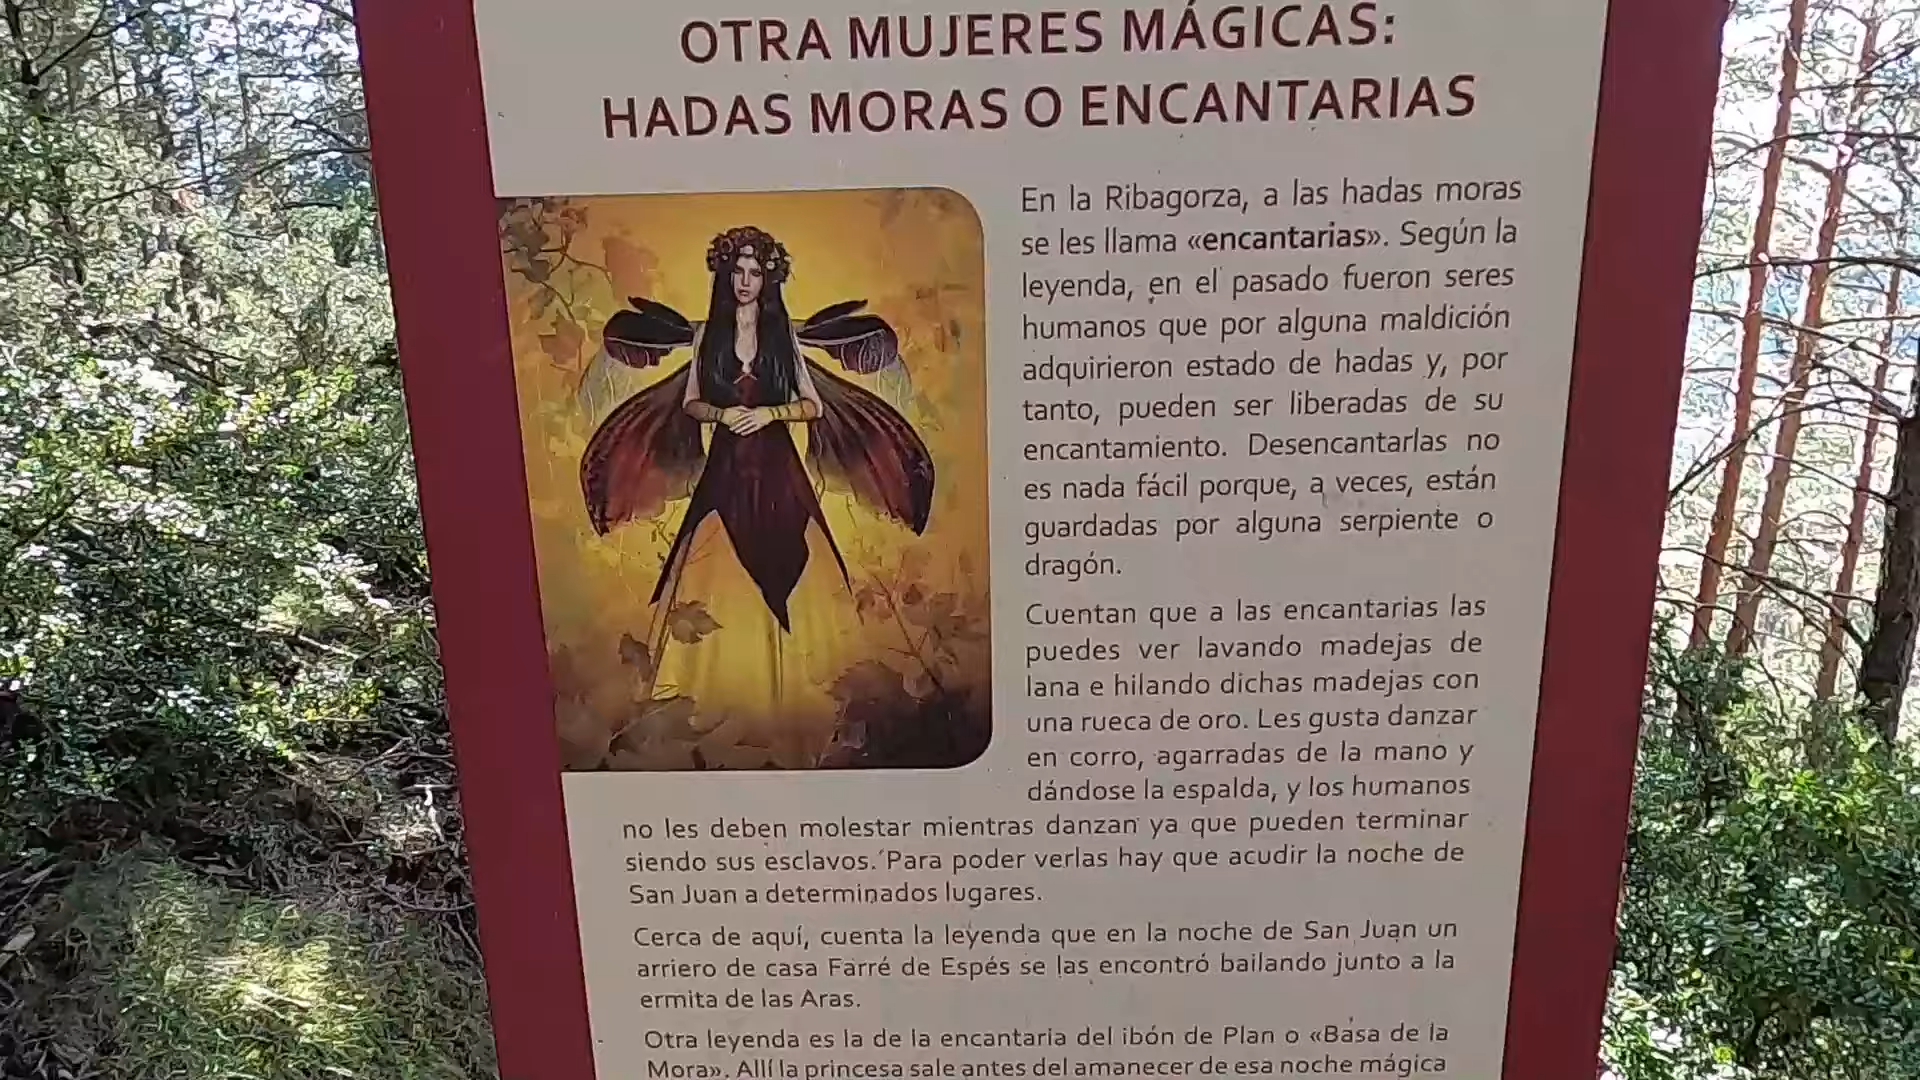 OTRA MUJERES MÁGICAS:
HADAS MORAS O ENCANTARIAS
En la Ribagorza, a las hadas moras
se les llama «encantarias». Según la
leyenda, en el pasado fueron seres
humanos que por alguna maldición
adquirieron estado de hadas y, por
tanto, pueden ser liberadas de su
encantamiento. Desencantarlas no
es nada fácil porque, a veces, están
guardadas por alguna serpiente o
dragón.
Cuentan que a las encantarias las
puedes ver lavando madejas de
lana e hilando dichas madejas con
una rueca de oro. Les gusta danzar
en corro, agarradas de la mano y
dándose la espalda, y los humanos
no les deben molestar mientras danzan ya que pueden terminar
siendo sus esclavos. Para poder verlas hay que acudir la noche de
San Juan a determinados lugares.
Cerca de aquí, cuenta la leyenda que en la noche de San Juan un
arriero de casa Farré de Espés se las encontró bailando junto a la
ermita de las Aras.
Otra leyenda es la de la encantaria del ibón de Plan o «Basa de la
Mora». Allí la princesa sale antes del amanecer de esa noche mágica